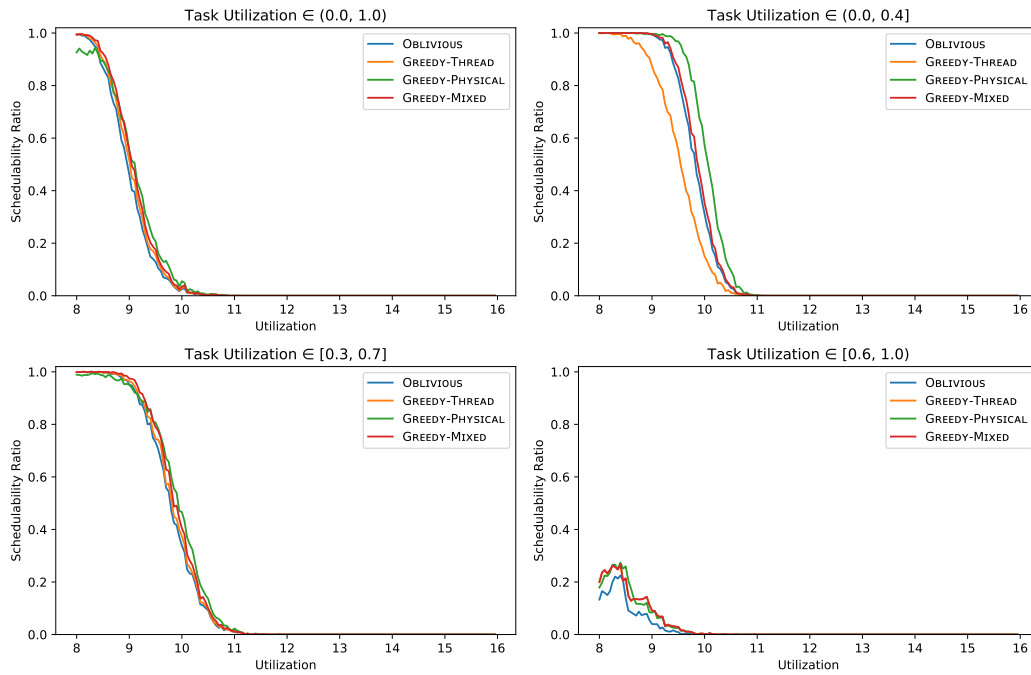 Task Utilization ∈ (0.0, 1.0)
1.0
0.8
0.6
0.4
0.2
0.0
Schedulability Ratio
8 9 10 11 12 13 14 15 16
Utilization
Oblivious
Greedy-Thread
Greedy-Physical
Greedy-Mixed
Task Utilization ∈ (0.0, 0.4]
1.0
0.8
0.6
0.4
0.2
0.0
Schedulability Ratio
8 9 10 11 12 13 14 15 16
Utilization
Oblivious
Greedy-Thread
Greedy-Physical
Greedy-Mixed
Task Utilization ∈ [0.3, 0.7]
1.0
0.8
0.6
0.4
0.2
0.0
Schedulability Ratio
8 9 10 11 12 13 14 15 16
Utilization
Oblivious
Greedy-Thread
Greedy-Physical
Greedy-Mixed
Task Utilization ∈ [0.6, 1.0)
1.0
0.8
0.6
0.4
0.2
0.0
Schedulability Ratio
8 9 10 11 12 13 14 15 16
Utilization
Oblivious
Greedy-Thread
Greedy-Physical
Greedy-Mixed